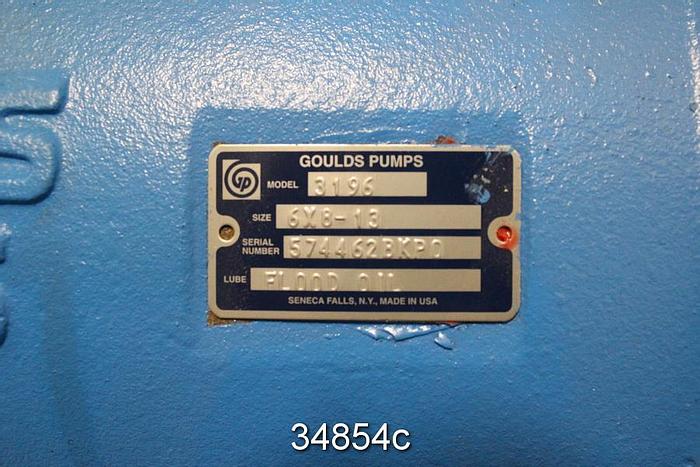 GOULDS PUMPS
MODEL 3196
SIZE 6X8-13
SERIAL NUMBER 574462BKPO
LUBE FLOOD OIL
SENECA FALLS, N.Y., MADE IN USA
34854c